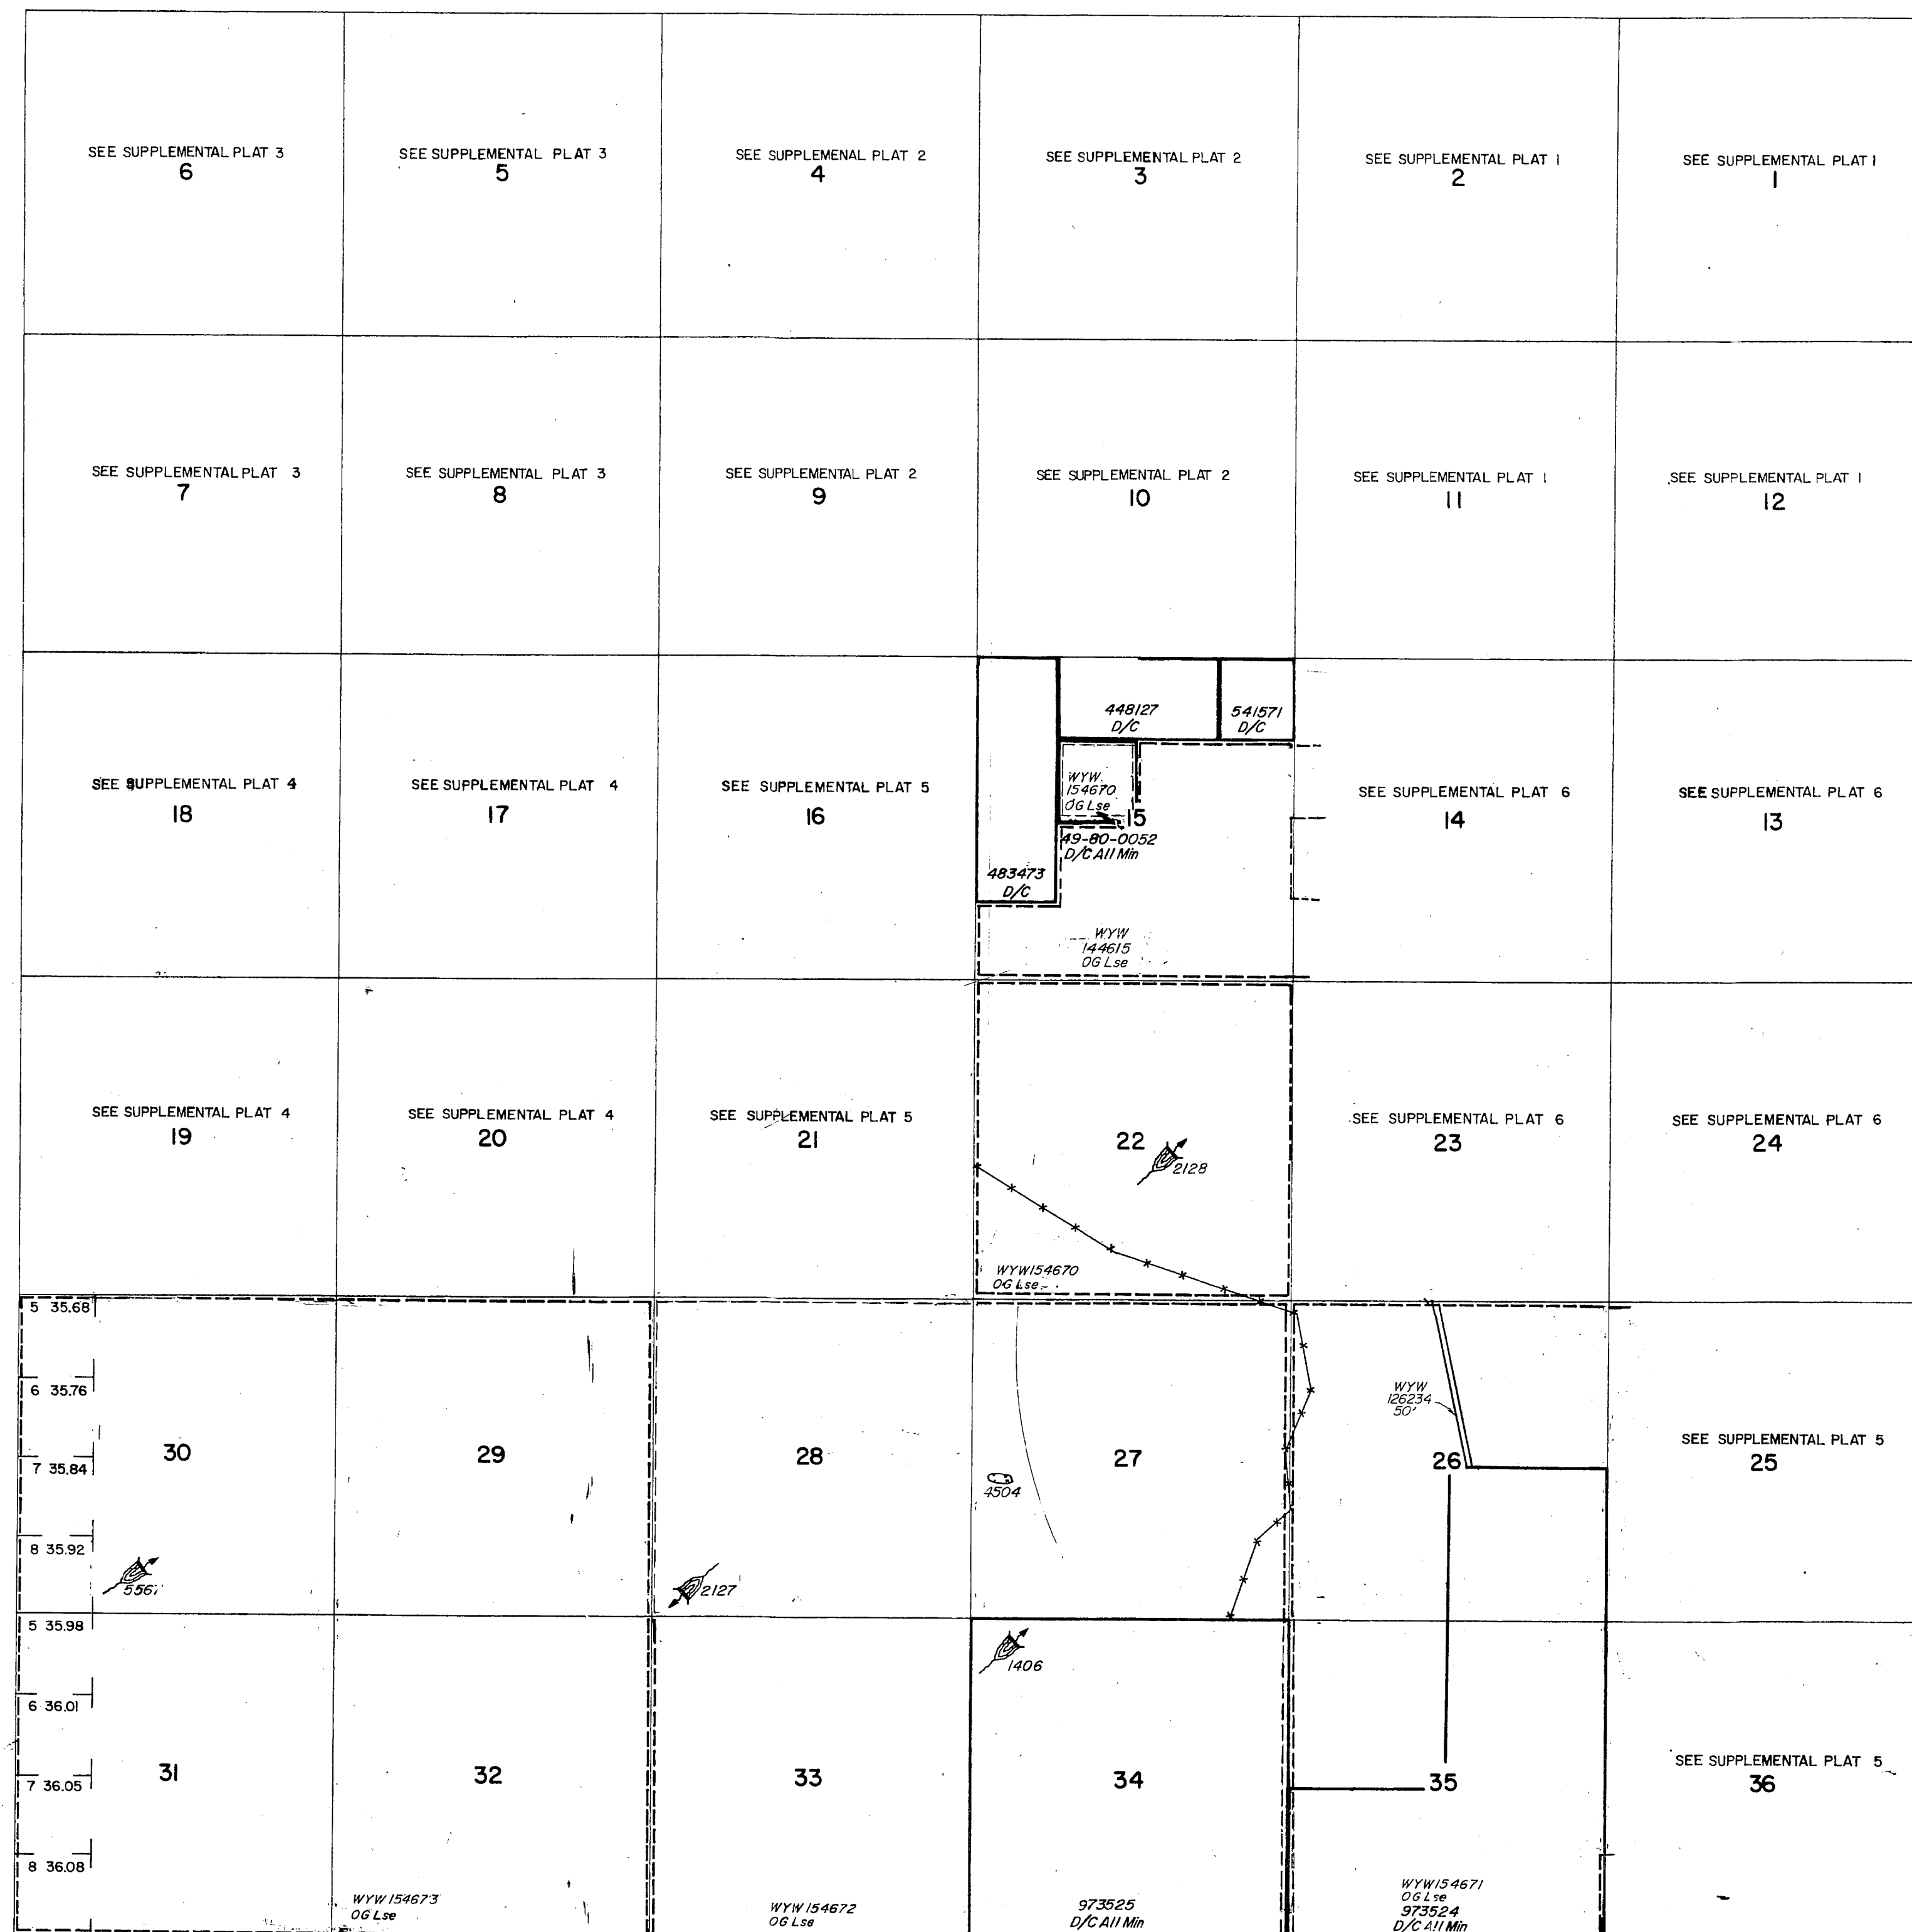 SEE SUPPLEMENTAL PLAT 3
6
SEE SUPPLEMENTAL PLAT 3
5
SEE SUPPLEMENAL PLAT 2
4
SEE SUPPLEMENTAL PLAT 2
3
SEE SUPPLEMENTAL PLAT 1
2
SEE SUPPLEMENTAL PLAT 1
1
SEE SUPPLEMENTAL PLAT 3
7
SEE SUPPLEMENTAL PLAT 3
8
SEE SUPPLEMENTAL PLAT 2
9
SEE SUPPLEMENTAL PLAT 2
10
SEE SUPPLEMENTAL PLAT 1
11
SEE SUPPLEMENTAL PLAT 1
12
SEE SUPPLEMENTAL PLAT 4
18
SEE SUPPLEMENTAL PLAT 4
17
SEE SUPPLEMENTAL PLAT 5
16
448127
D/C
541571
D/C
WYW
154670
OG Lse
15
49-80-0052
D/C All Min
483473
D/C
WYW
144615
OG Lse
SEE SUPPLEMENTAL PLAT 6
14
SEE SUPPLEMENTAL PLAT 6
13
SEE SUPPLEMENTAL PLAT 4
19
SEE SUPPLEMENTAL PLAT 4
20
SEE SUPPLEMENTAL PLAT 5
21
22
2128
WYW154670
OG Lse
SEE SUPPLEMENTAL PLAT 6
23
SEE SUPPLEMENTAL PLAT 6
24
5 35.68
6 35.76
7 35.84
8 35.92
30
5567
29
28
2127
27
4504
WYW
126234
50'
26
SEE SUPPLEMENTAL PLAT 5
25
5 35.98
6 36.01
7 36.05
8 36.08
31
32
WYW154673
OG Lse
33
WYW154672
OG Lse
1406
34
973525
D/C All Min
35
WYW154671
OG Lse
973524
D/C All Min
SEE SUPPLEMENTAL PLAT 5
36